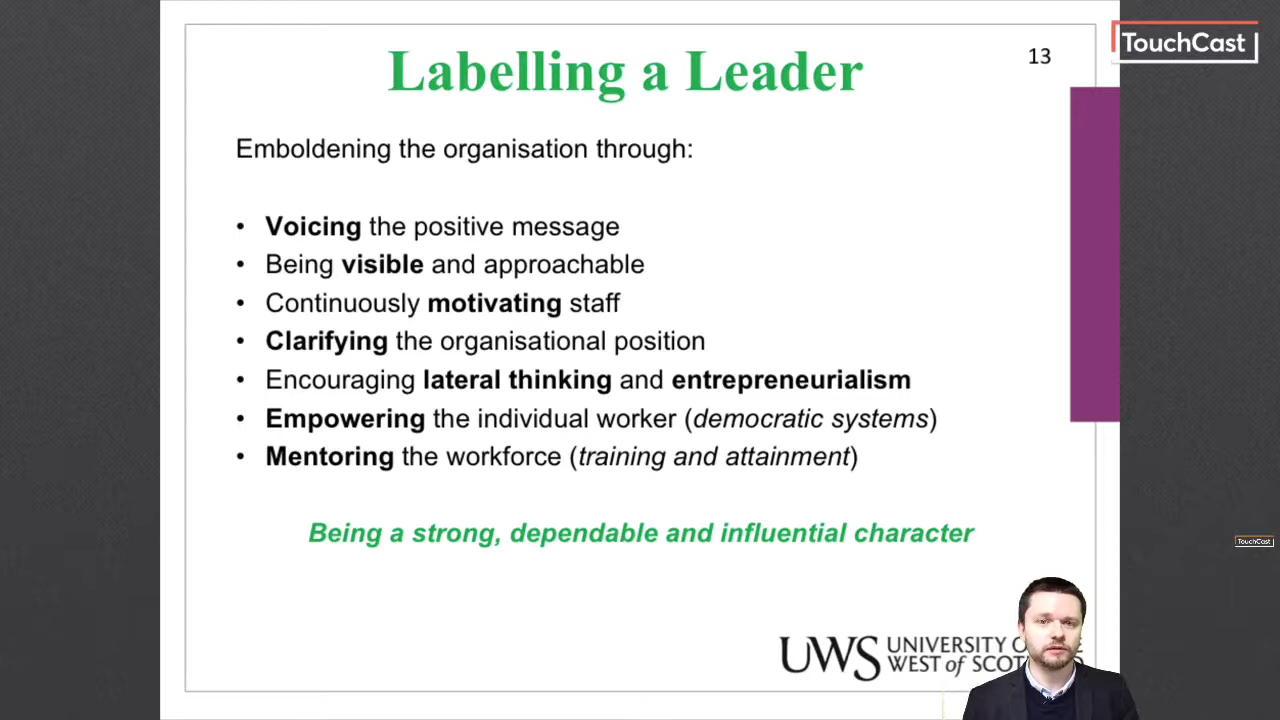 Labelling a Leader
13
TouchCast
Emboldening the organisation through:
• Voicing the positive message
• Being visible and approachable
• Continuously motivating staff
• Clarifying the organisational position
• Encouraging lateral thinking and entrepreneurialism
• Empowering the individual worker (democratic systems)
• Mentoring the workforce (training and attainment)
Being a strong, dependable and influential character
TouchCast
UWS UNIVERSITY
WEST of